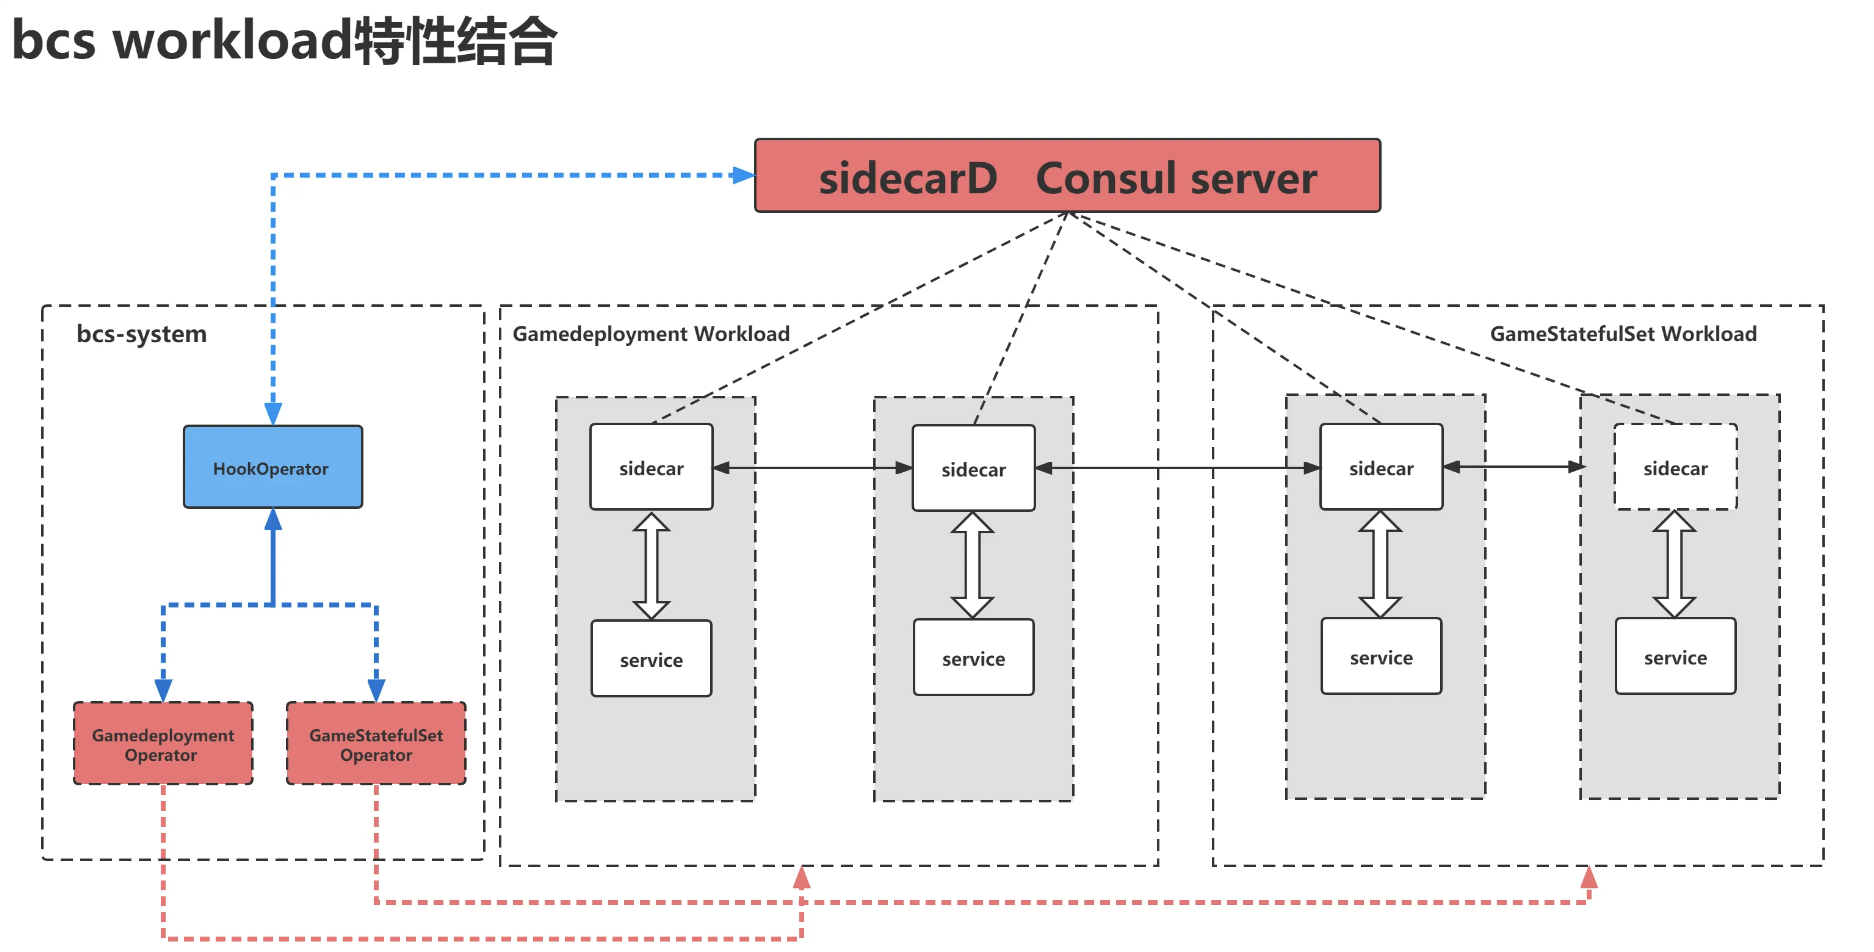 bcs workload特性结合
sidecarD Consul server
bcs-system
Gamedeployment Workload
GameStatefulSet Workload
HookOperator
sidecar
sidecar
sidecar
sidecar
service
service
service
service
Gamedeployment
Operator
GameStatefulSet
Operator